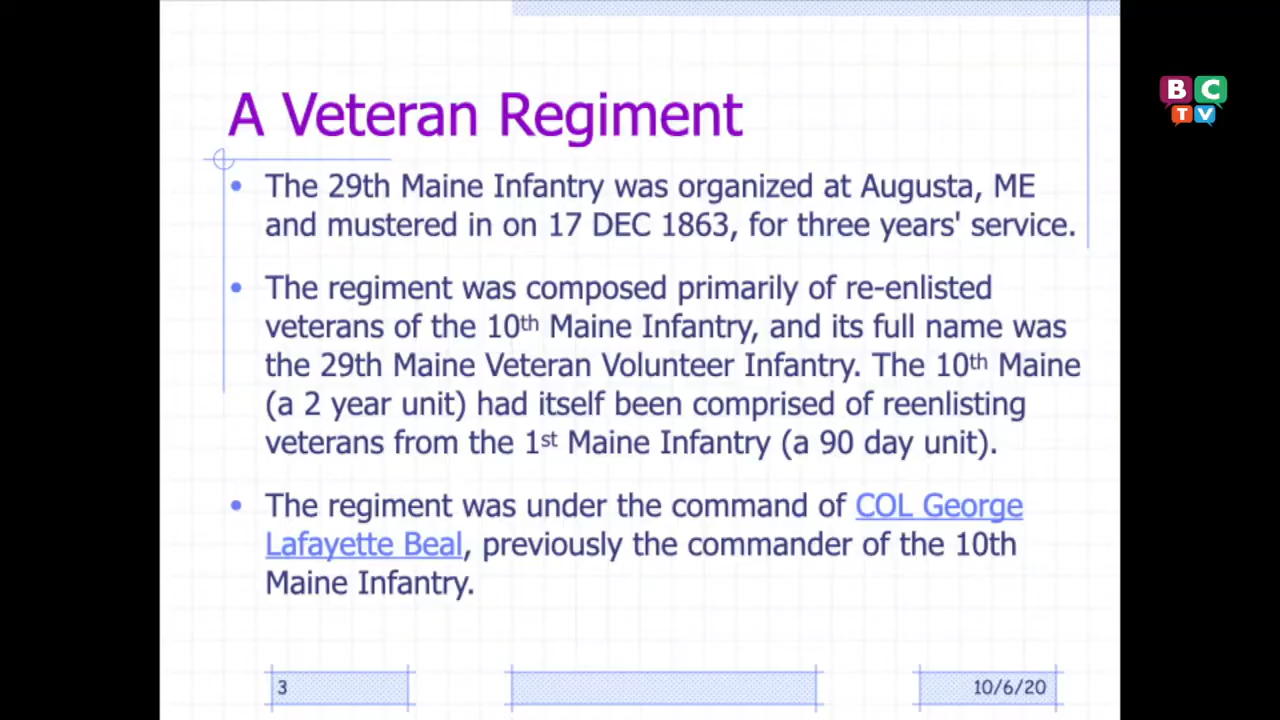 BC
TV
A Veteran Regiment
• The 29th Maine Infantry was organized at Augusta, ME
and mustered in on 17 DEC 1863, for three years' service.
• The regiment was composed primarily of re-enlisted
veterans of the 10th Maine Infantry, and its full name was
the 29th Maine Veteran Volunteer Infantry. The 10th Maine
(a 2 year unit) had itself been comprised of reenlisting
veterans from the 1st Maine Infantry (a 90 day unit).
• The regiment was under the command of COL George
Lafayette Beal, previously the commander of the 10th
Maine Infantry.
3
10/6/20